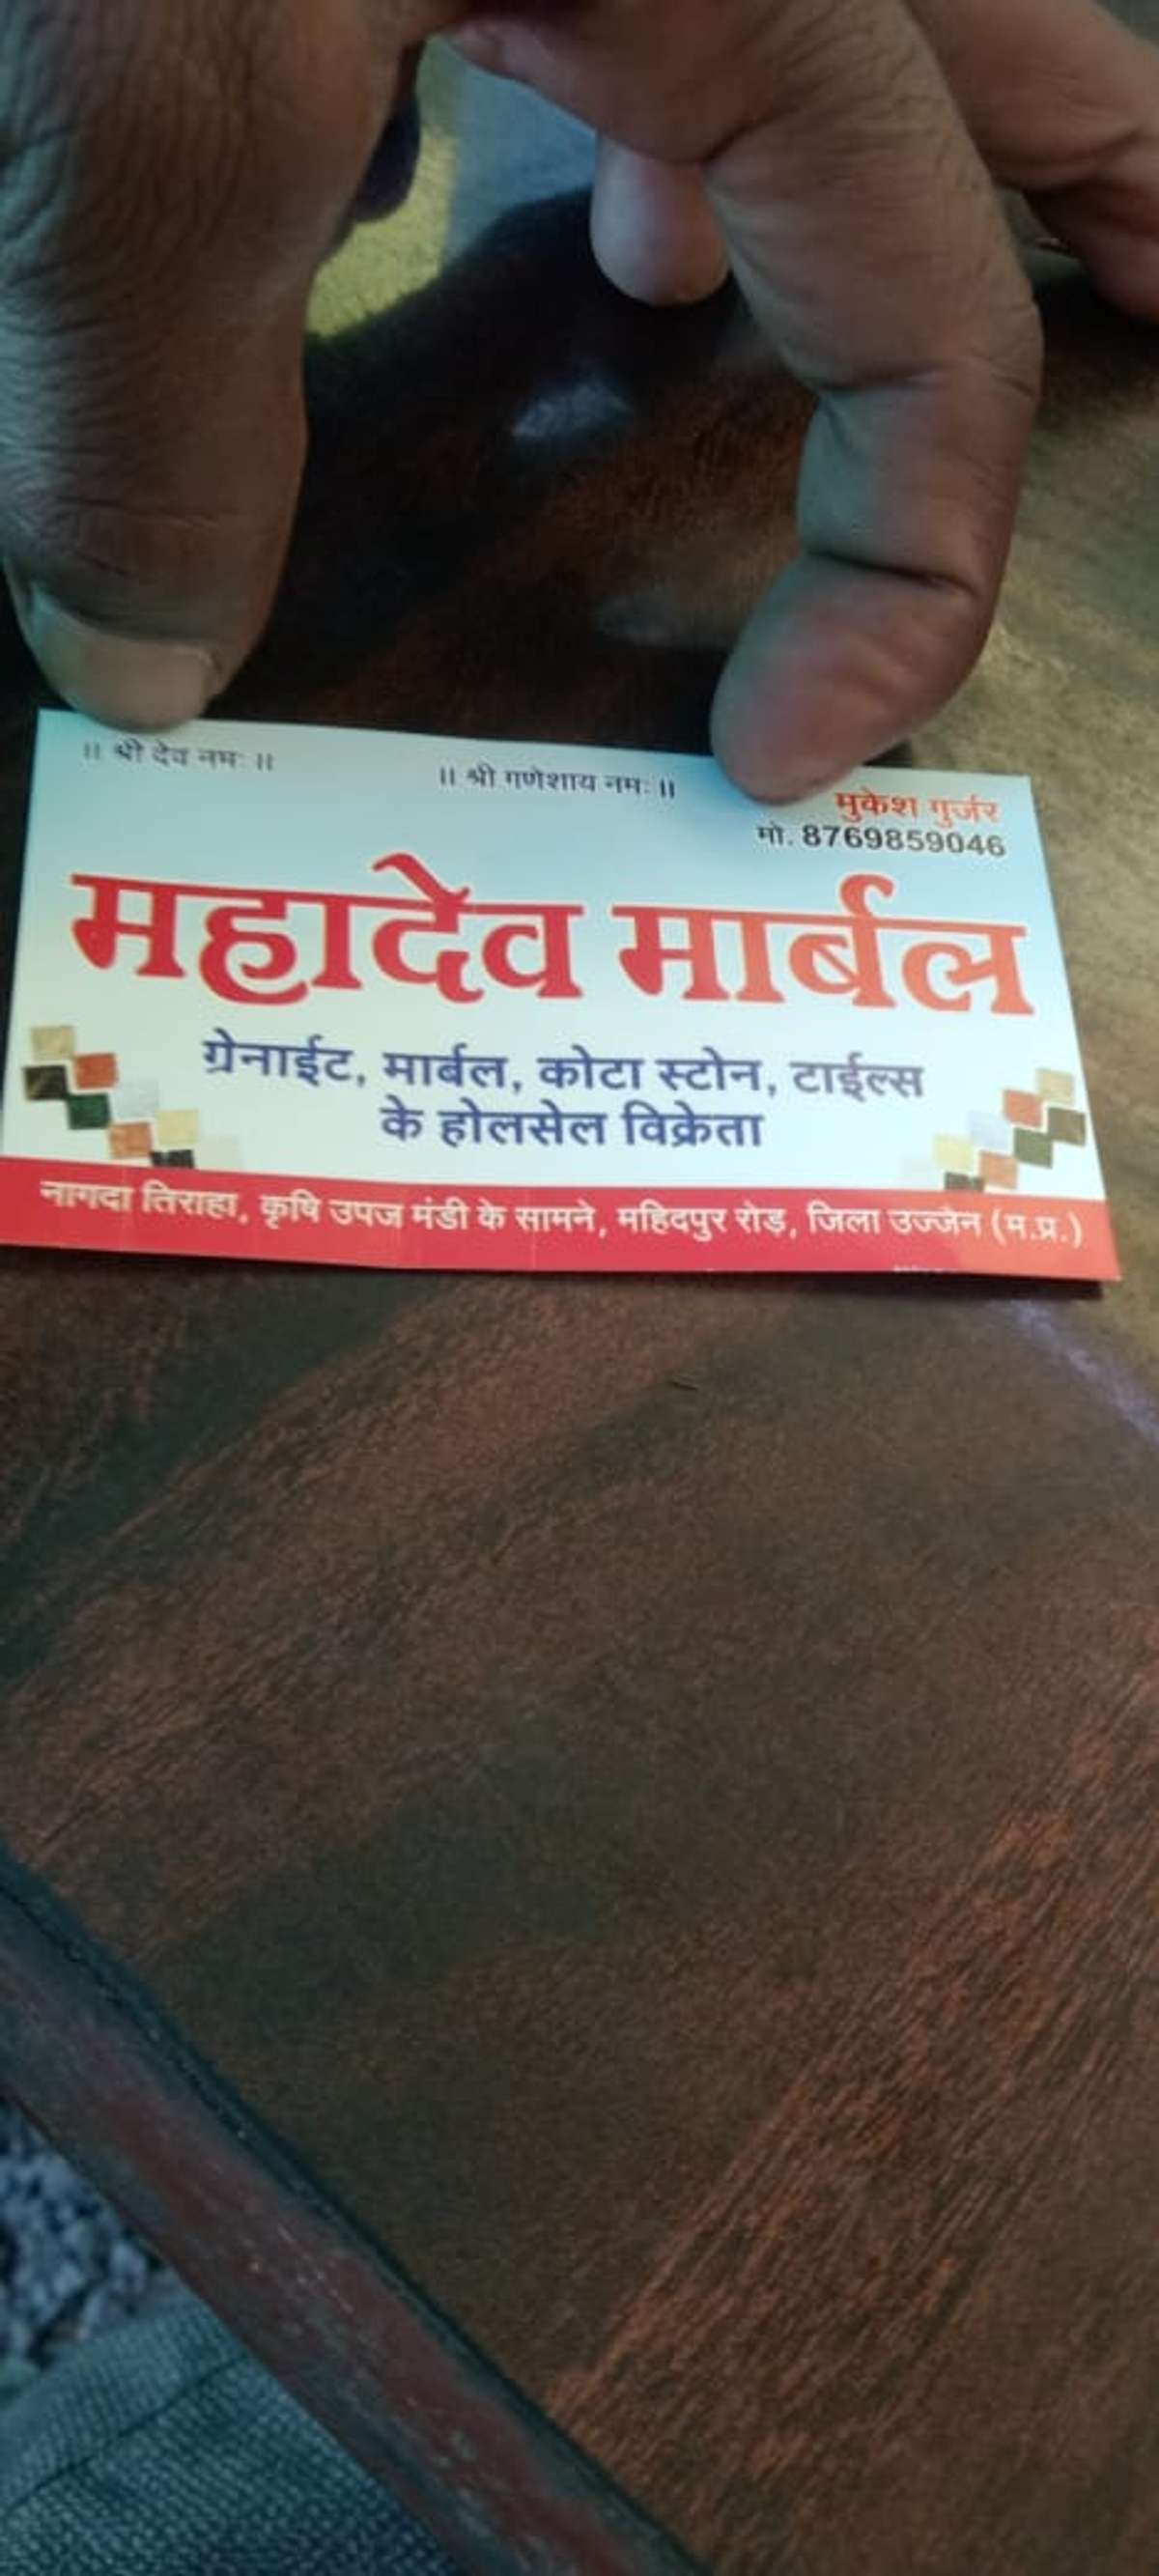 ॥ श्री देव नमः ॥
॥ श्री गणेशाय नमः ॥
मुकेश गुर्जर
मो. 8769859046
महादेव मार्बल
ग्रेनाईट, मार्बल, कोटा स्टोन, टाईल्स
के होलसेल विक्रेता
नागदा तिराहा, कृषि उपज मंडी के सामने, महिदपुर रोड़, जिला उज्जेन (म.प्र.)